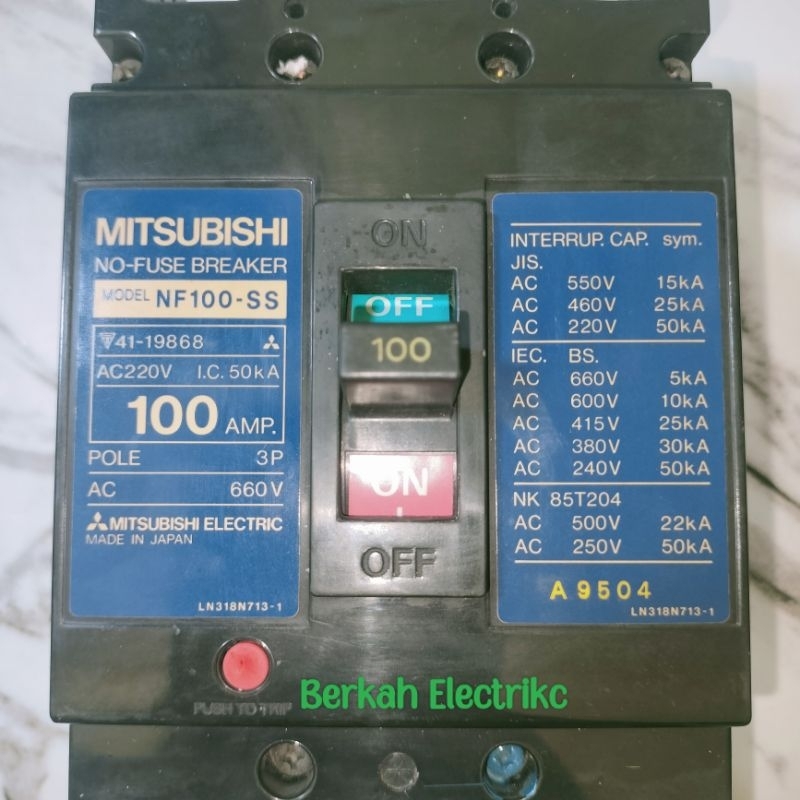 MITSUBISHI
NO-FUSE BREAKER
MODEL NF100-SS
41-19868
AC220V I.C. 50kA
100 AMP.
POLE 3P
AC 660V
MITSUBISHI ELECTRIC
MADE IN JAPAN
LN318N713-1
ON
OFF
100
ON
OFF
INTERRUP. CAP. sym.
JIS.
AC 550V 15kA
AC 460V 25kA
AC 220V 50kA
IEC. BS.
AC 660V 5kA
AC 600V 10kA
AC 415V 25kA
AC 380V 30kA
AC 240V 50kA
NK 85T204
AC 500V 22kA
AC 250V 50kA
A9504
LN318N713-1
PUSH TO TRIP
Berkah Electrikc